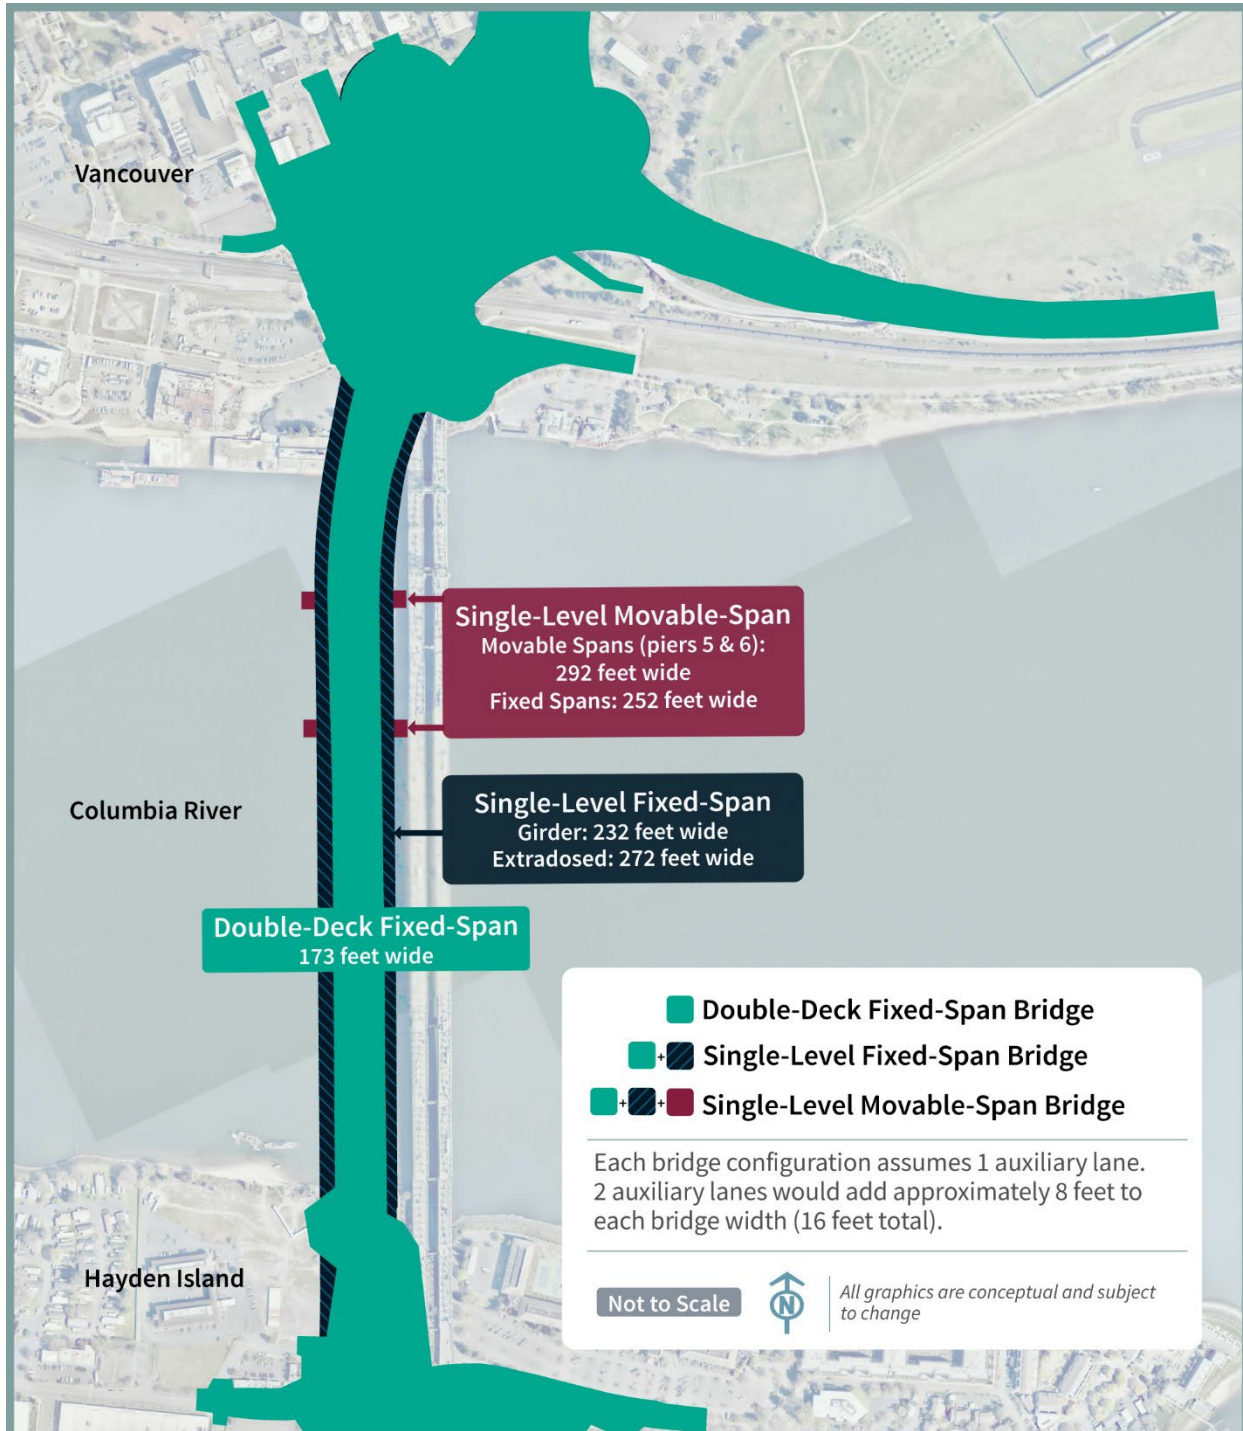 Vancouver
Single-Level Movable-Span
Movable Spans (piers 5 & 6):
292 feet wide
Fixed Spans: 252 feet wide
Columbia River
Single-Level Fixed-Span
Girder: 232 feet wide
Extradosed: 272 feet wide
Double-Deck Fixed-Span
173 feet wide
Double-Deck Fixed-Span Bridge
+ Single-Level Fixed-Span Bridge
+ + Single-Level Movable-Span Bridge
Each bridge configuration assumes 1 auxiliary lane.
2 auxiliary lanes would add approximately 8 feet to
each bridge width (16 feet total).
Hayden Island
Not to Scale
N
All graphics are conceptual and subject
to change